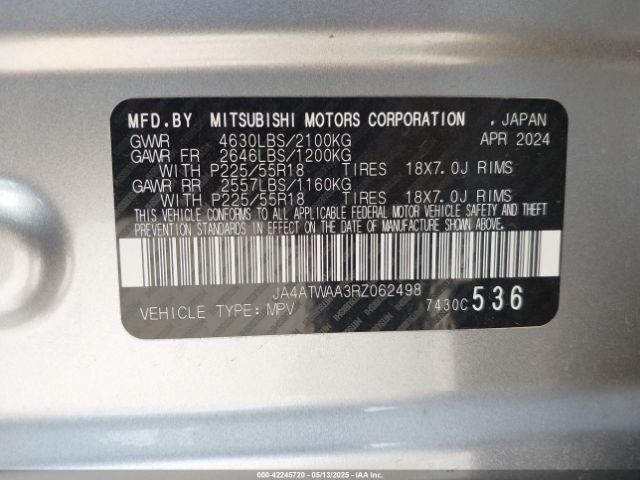 MFD.BY MITSUBISHI MOTORS CORPORATION , JAPAN
GVWR 4630LBS/2100KG APR 2024
GAWR FR 2646LBS/1200KG
WITH P225/55R18 TIRES 18X7.0J RIMS
GAWR RR 2557LBS/1160KG
WITH P225/55R18 TIRES 18X7.0J RIMS
THIS VEHICLE CONFORMS TO ALL APPLICABLE FEDERAL MOTOR VEHICLE SAFETY AND THEFT
PREVENTION STANDARDS IN EFFECT ON THE DATE OF MANUFACTURE SHOWN ABOVE.
JA4ATWAA3RZ062498
VEHICLE TYPE: MPV 7430C 536
000-42245720 - 05/13/2025 - IAAI.COM